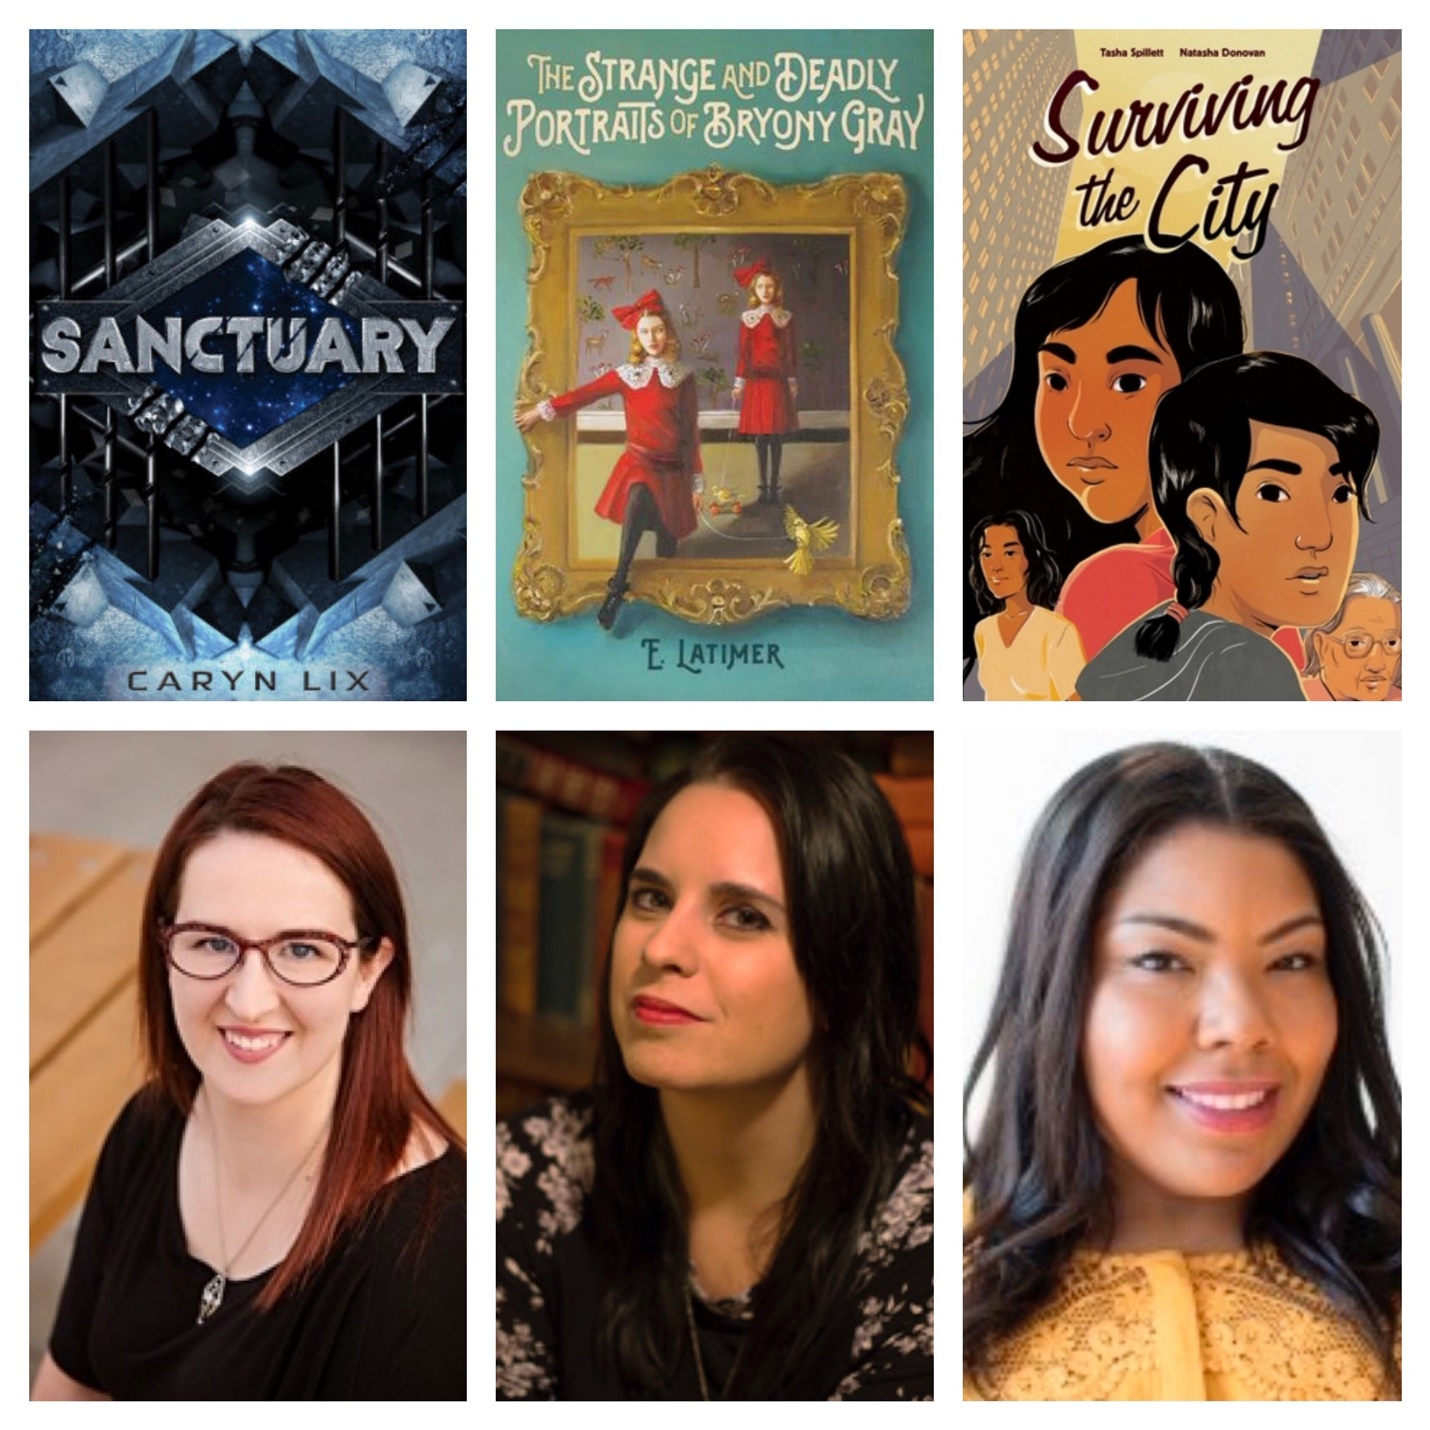 SANCTUARY
CARYN LIX
THE STRANGE AND DEADLY
PORTRAITS OF BRYONY GRAY
E. LATIMER
Tasha Spillett Natasha Donovan
Surviving
the City